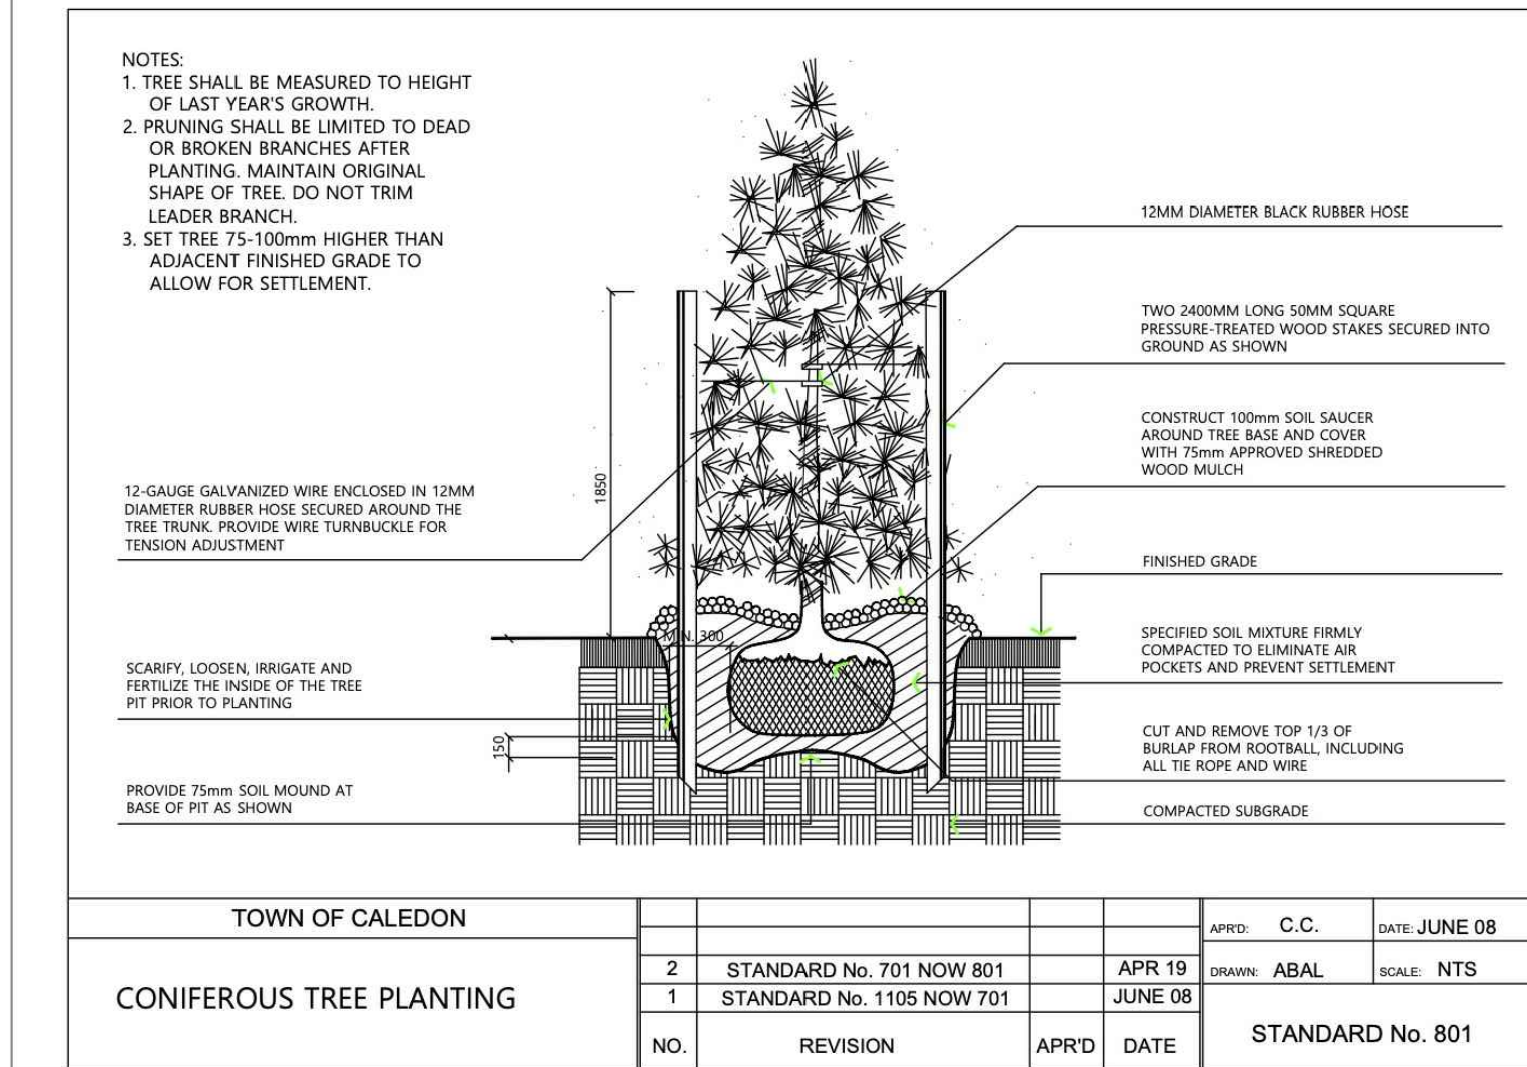 NOTES:
1. TREE SHALL BE MEASURED TO HEIGHT
OF LAST YEAR'S GROWTH.
2. PRUNING SHALL BE LIMITED TO DEAD
OR BROKEN BRANCHES AFTER
PLANTING. MAINTAIN ORIGINAL
SHAPE OF TREE. DO NOT TRIM
LEADER BRANCH.
3. SET TREE 75-100mm HIGHER THAN
ADJACENT FINISHED GRADE TO
ALLOW FOR SETTLEMENT.
12MM DIAMETER BLACK RUBBER HOSE
TWO 2400MM LONG 50MM SQUARE
PRESSURE-TREATED WOOD STAKES SECURED INTO
GROUND AS SHOWN
CONSTRUCT 100mm SOIL SAUCER
AROUND TREE BASE AND COVER
WITH 75mm APPROVED SHREDDED
WOOD MULCH
1850
12-GAUGE GALVANIZED WIRE ENCLOSED IN 12MM
DIAMETER RUBBER HOSE SECURED AROUND THE
TREE TRUNK. PROVIDE WIRE TURNBUCKLE FOR
TENSION ADJUSTMENT
FINISHED GRADE
MIN. 300
SPECIFIED SOIL MIXTURE FIRMLY
COMPACTED TO ELIMINATE AIR
POCKETS AND PREVENT SETTLEMENT
SCARIFY, LOOSEN, IRRIGATE AND
FERTILIZE THE INSIDE OF THE TREE
PIT PRIOR TO PLANTING
150
CUT AND REMOVE TOP 1/3 OF
BURLAP FROM ROOTBALL, INCLUDING
ALL TIE ROPE AND WIRE
PROVIDE 75mm SOIL MOUND AT
BASE OF PIT AS SHOWN
COMPACTED SUBGRADE
TOWN OF CALEDON
CONIFEROUS TREE PLANTING
2 STANDARD No. 701 NOW 801 APR 19
1 STANDARD No. 1105 NOW 701 JUNE 08
NO. REVISION APR'D DATE
APR'D: C.C. DATE: JUNE 08
DRAWN: ABAL SCALE: NTS
STANDARD No. 801